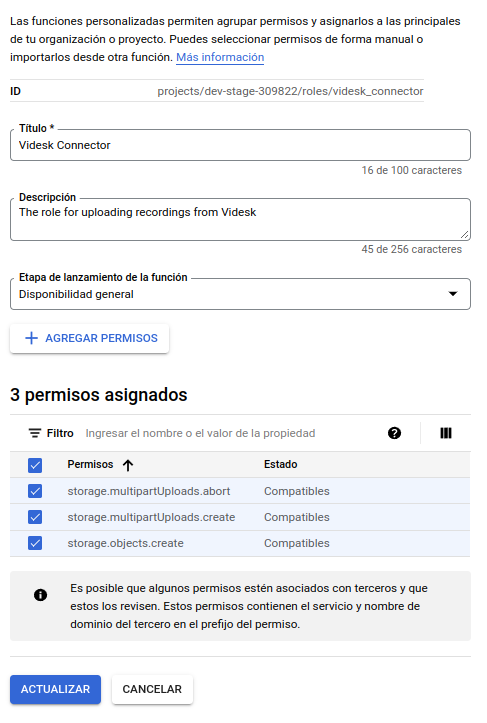 Las funciones personalizadas permiten agrupar permisos y asignarlos a las principales
de tu organización o proyecto. Puedes seleccionar permisos de forma manual o
importarlos desde otra función. Más información
ID projects/dev-stage-309822/roles/videsk_connector
Título *
Videsk Connector
16 de 100 caracteres
Descripción
The role for uploading recordings from Videsk
45 de 256 caracteres
Etapa de lanzamiento de la función
Disponibilidad general
AGREGAR PERMISOS
3 permisos asignados
Filtro Ingresar el nombre o el valor de la propiedad
Permisos Estado
storage.multipartUploads.abort Compatibles
storage.multipartUploads.create Compatibles
storage.objects.create Compatibles
Es posible que algunos permisos estén asociados con terceros y que
estos los revisen. Estos permisos contienen el servicio y nombre de
dominio del tercero en el prefijo del permiso.
ACTUALIZAR CANCELAR